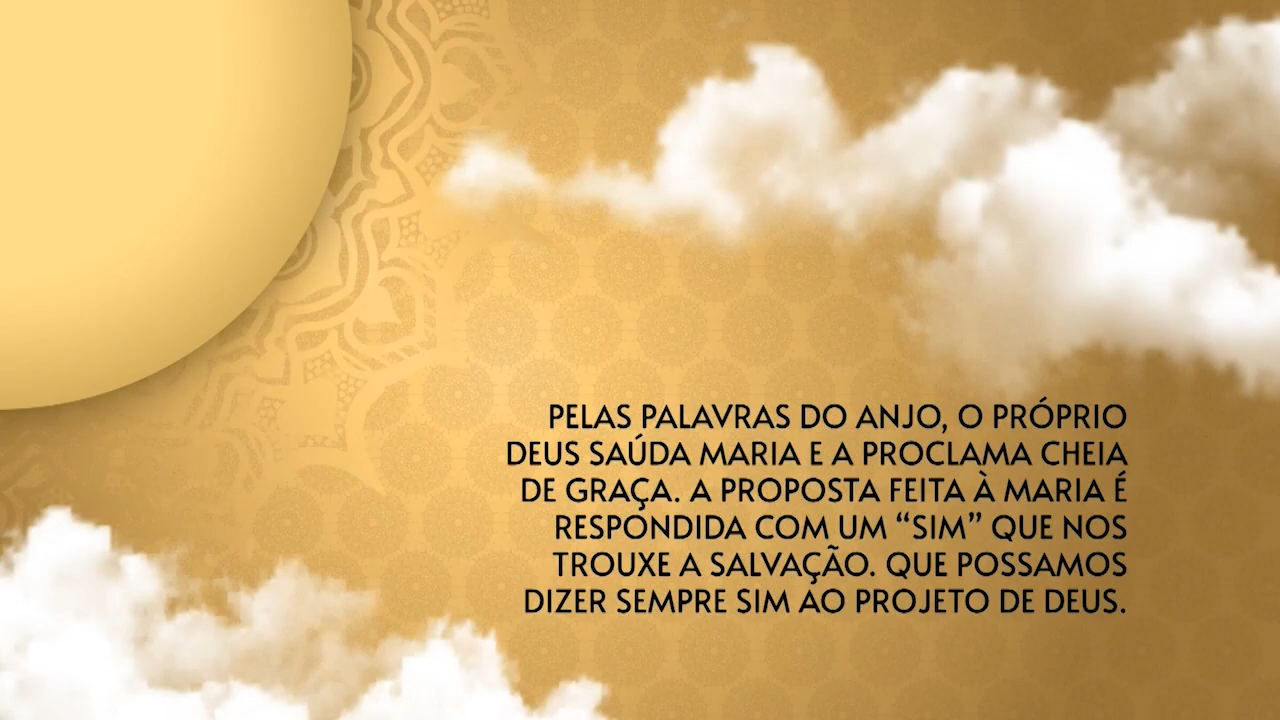 PELAS PALAVRAS DO ANJO, O PRÓPRIO
DEUS SAÚDA MARIA E A PROCLAMA CHEIA
DE GRAÇA. A PROPOSTA FEITA À MARIA É
RESPONDIDA COM UM “SIM” QUE NOS
TROUXE A SALVAÇÃO. QUE POSSAMOS
DIZER SEMPRE SIM AO PROJETO DE DEUS.